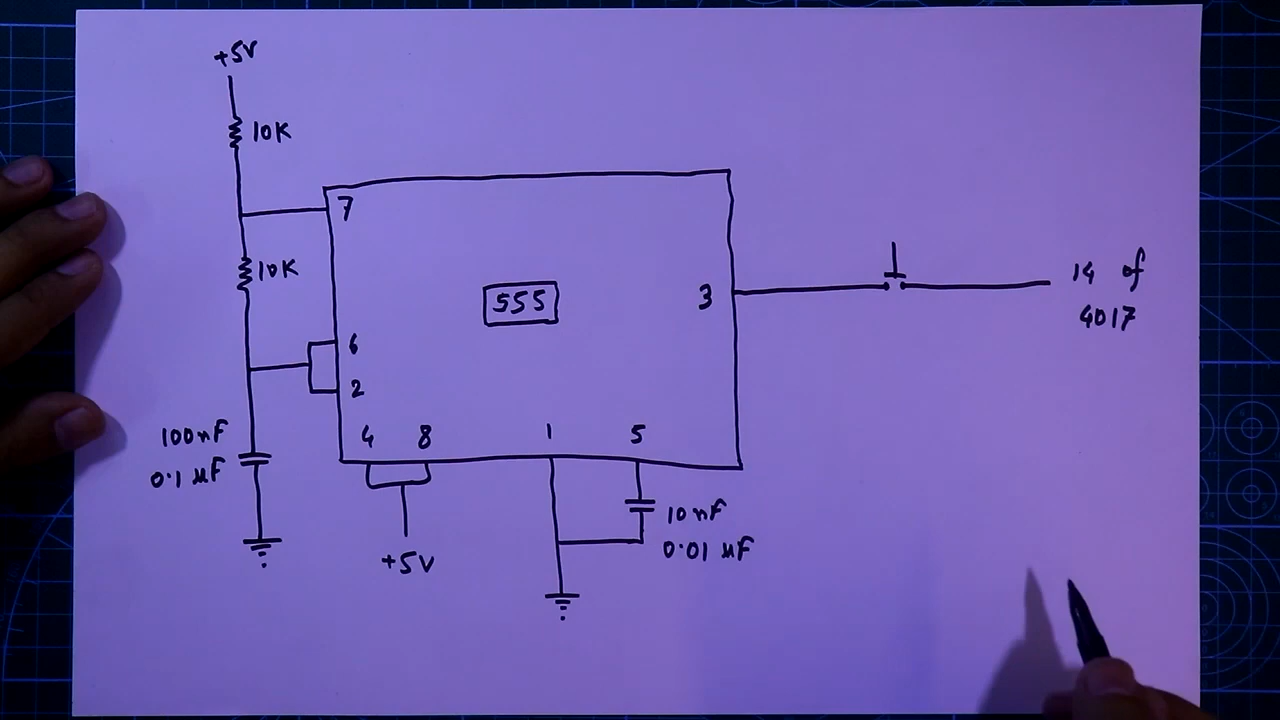 +5V
10K
7
10K
555
3
14 of
4017
6
2
100nF
0.1 µF
4 8 1 5
10nF
0.01 µF
+5V